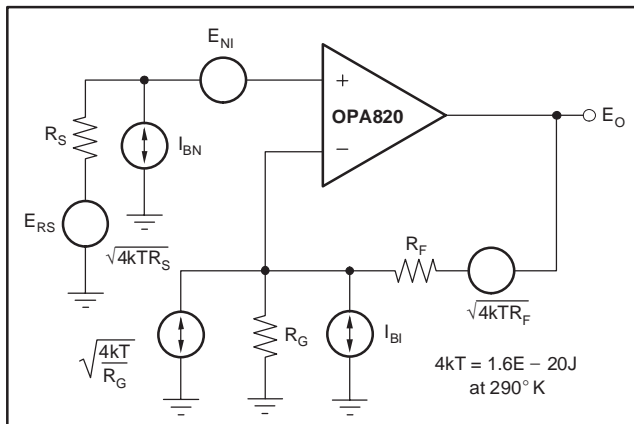 E_NI
+
OPA820
−
E_O
R_S
I_BN
E_RS
√4kTR_S
R_F
√4kTR_F
√4kT/R_G
R_G
I_BI
4kT = 1.6E − 20J
at 290° K